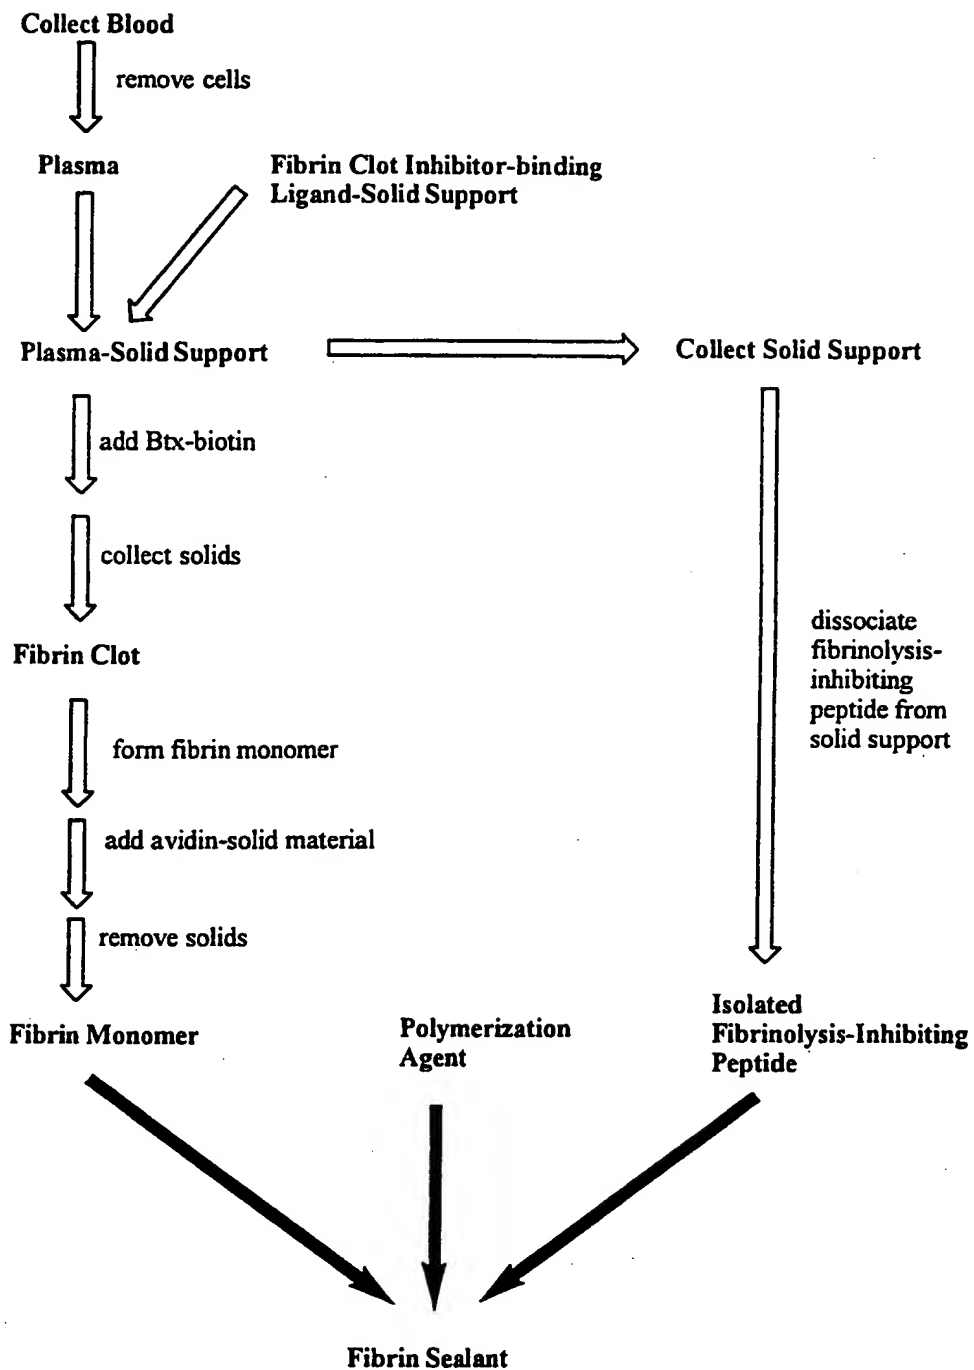 Collect Blood
remove cells
Plasma
Fibrin Clot Inhibitor-binding
Ligand-Solid Support
Plasma-Solid Support
Collect Solid Support
add Btx-biotin
collect solids
Fibrin Clot
dissociate
fibrinolysis-
inhibiting
peptide from
solid support
form fibrin monomer
add avidin-solid material
remove solids
Fibrin Monomer
Polymerization
Agent
Isolated
Fibrinolysis-Inhibiting
Peptide
Fibrin Sealant